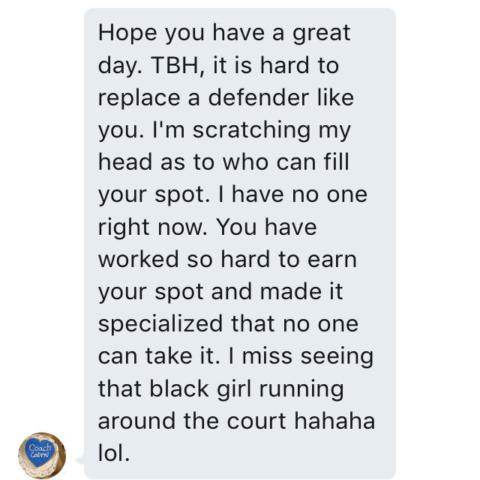 Hope you have a great
day. TBH, it is hard to
replace a defender like
you. I'm scratching my
head as to who can fill
your spot. I have no one
right now. You have
worked so hard to earn
your spot and made it
specialized that no one
can take it. I miss seeing
that black girl running
around the court hahaha
lol.
Coach